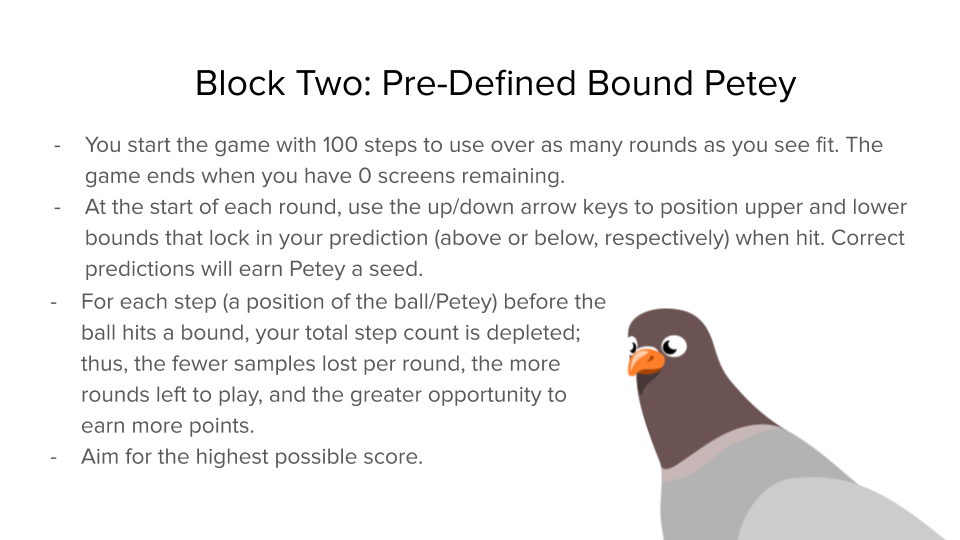 Block Two: Pre-Defined Bound Petey
- You start the game with 100 steps to use over as many rounds as you see fit. The
game ends when you have 0 screens remaining.
- At the start of each round, use the up/down arrow keys to position upper and lower
bounds that lock in your prediction (above or below, respectively) when hit. Correct
predictions will earn Petey a seed.
- For each step (a position of the ball/Petey) before the
ball hits a bound, your total step count is depleted;
thus, the fewer samples lost per round, the more
rounds left to play, and the greater opportunity to
earn more points.
- Aim for the highest possible score.